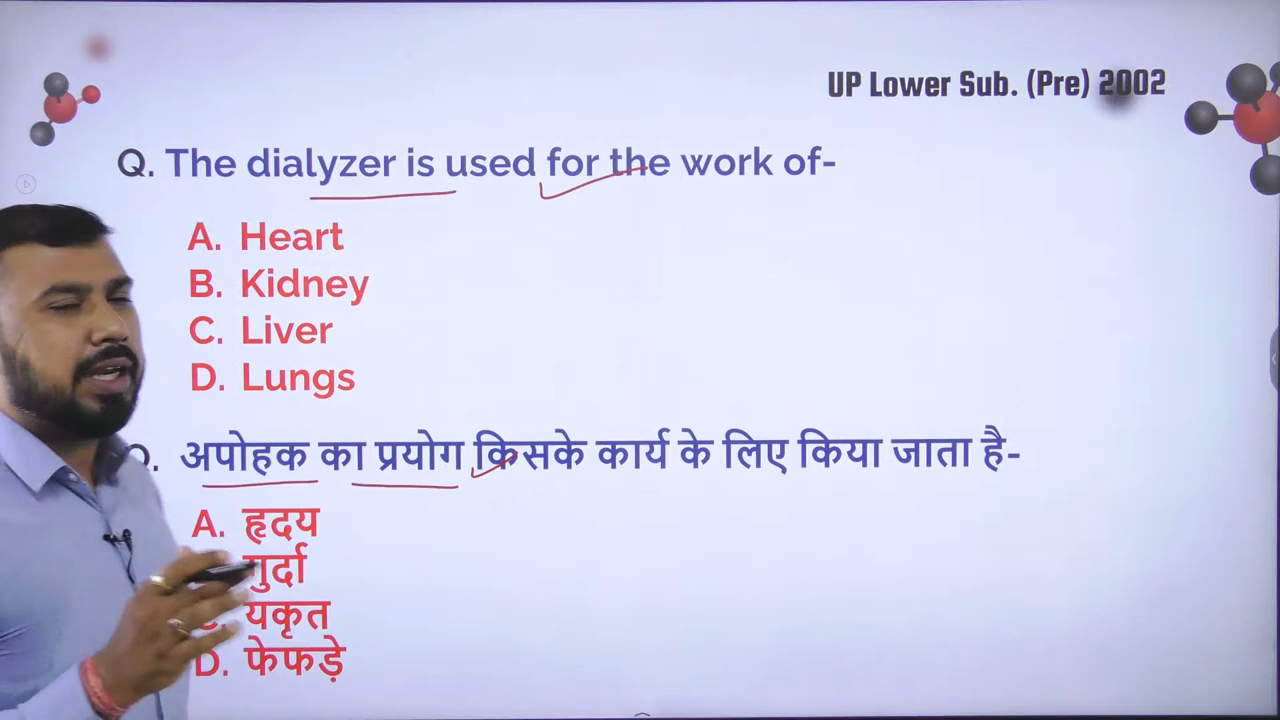 UP Lower Sub. (Pre) 2002
Q. The dialyzer is used for the work of-
A. Heart
B. Kidney
C. Liver
D. Lungs
अपोहक का प्रयोग किसके कार्य के लिए किया जाता है-
A. हृदय
गुर्दा
यकृत
D. फेफड़े